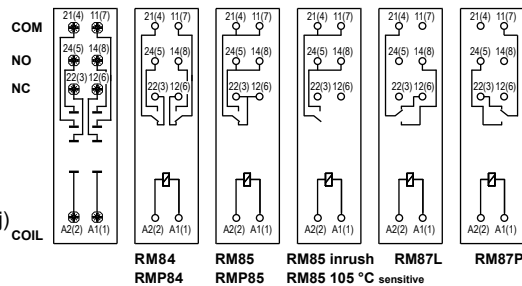 21(4) 11(7) 21(4) 11(7) 21(4) 11(7) 21(4) 11(7) 21(4) 11(7) 21(4) 11(7)
COM
24(5) 14(8) 24(5) 14(8) 24(5) 14(8) 24(5) 14(8) 24(5) 14(8) 24(5) 14(8)
NO
22(3) 12(6) 22(3) 12(6) 22(3) 12(6) 22(3) 12(6) 22(3) 12(6) 22(3) 12(6)
NC
j)
COIL
A2(2) A1(1) A2(2) A1(1) A2(2) A1(1) A2(2) A1(1) A2(2) A1(1) A2(2) A1(1)
RM84 RM85 RM85 inrush RM87L RM87P
RMP84 RMP85 RM85 105 °C sensitive